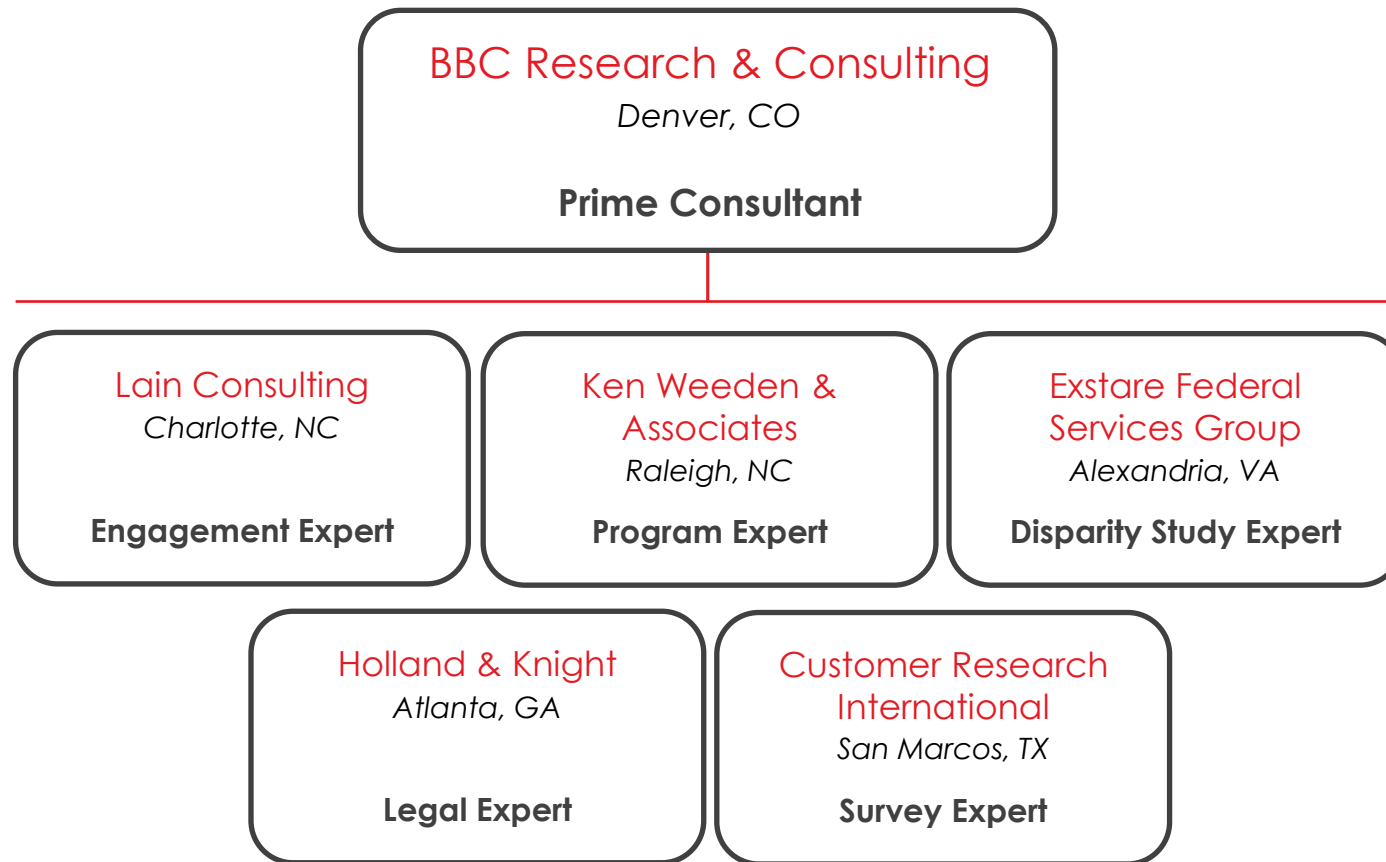 BBC Research & Consulting
Denver, CO
Prime Consultant
Lain Consulting
Charlotte, NC
Engagement Expert
Ken Weeden &
Associates
Raleigh, NC
Program Expert
Exstare Federal
Services Group
Alexandria, VA
Disparity Study Expert
Holland & Knight
Atlanta, GA
Legal Expert
Customer Research
International
San Marcos, TX
Survey Expert